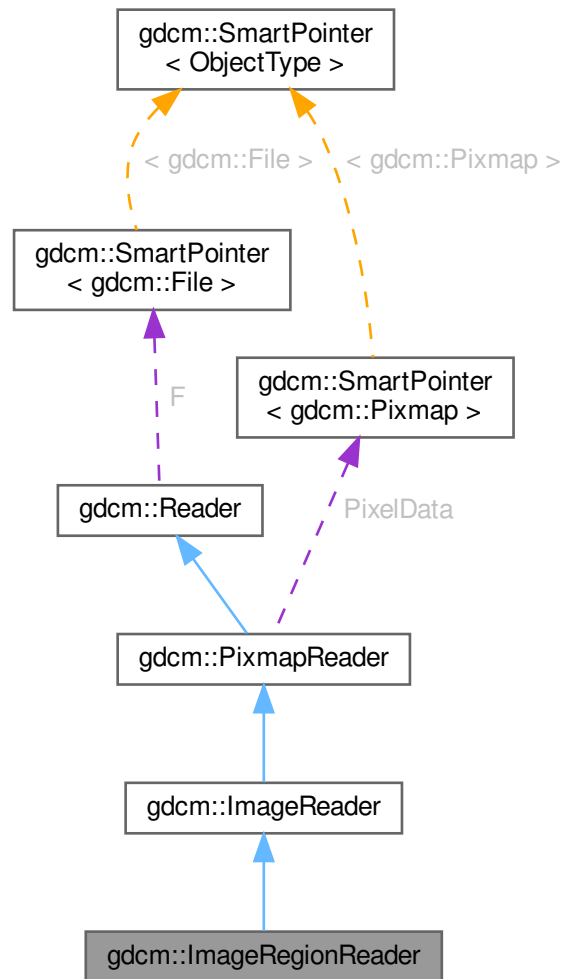 gdcm::SmartPointer
< ObjectType >
< gdcm::File >
< gdcm::Pixmap >
gdcm::SmartPointer
< gdcm::File >
gdcm::SmartPointer
< gdcm::Pixmap >
F
gdcm::Reader
PixelData
gdcm::PixmapReader
gdcm::ImageReader
gdcm::ImageRegionReader